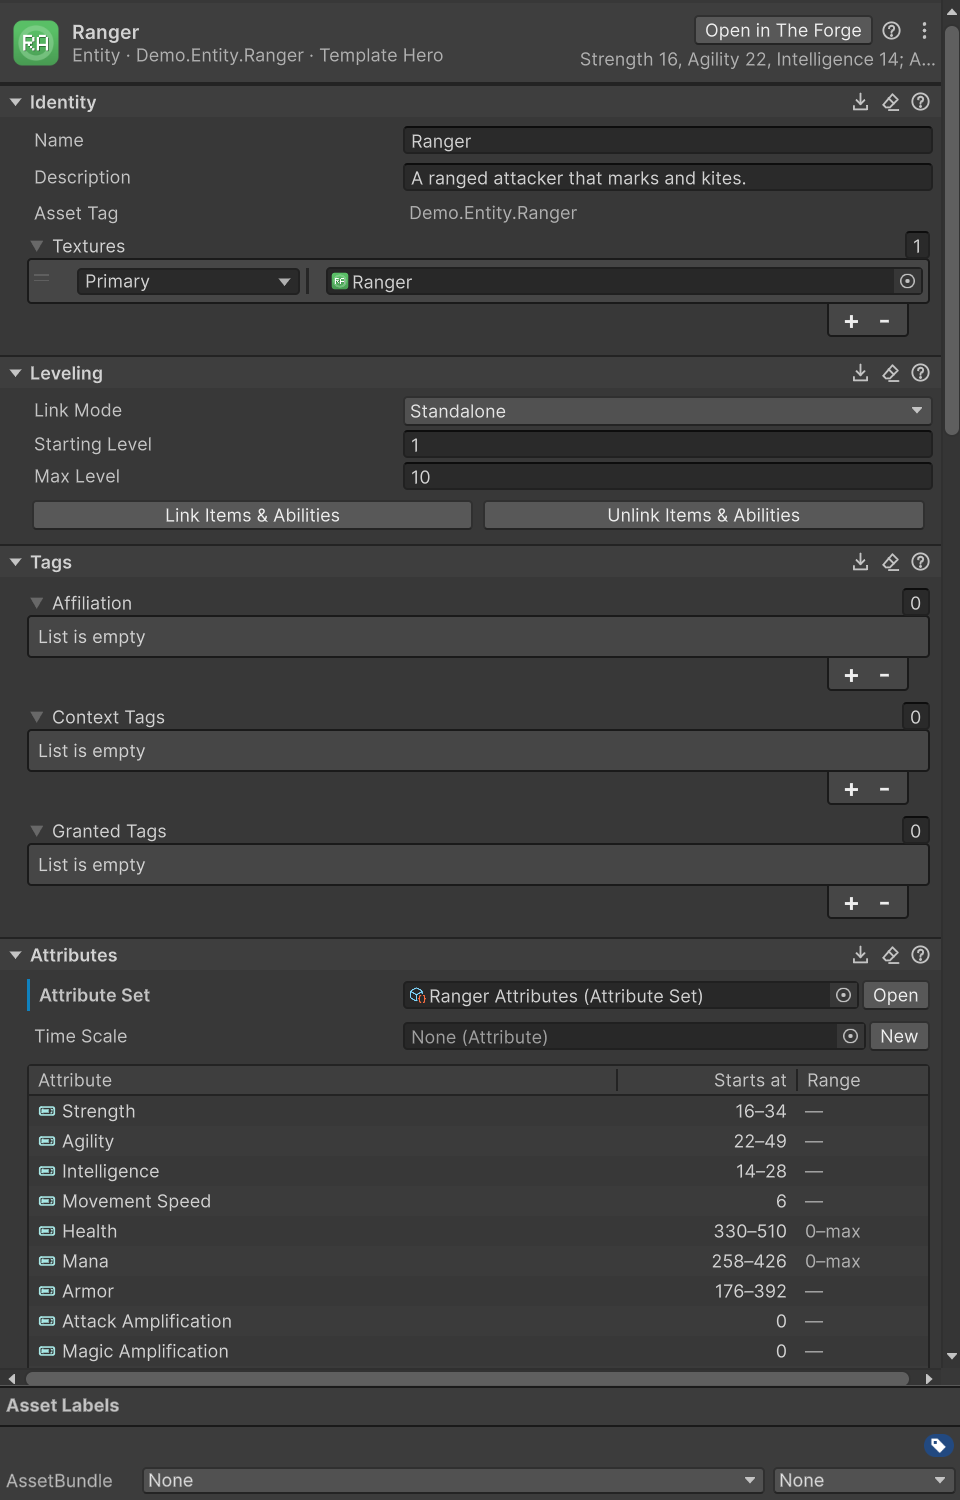 RA
Ranger
Open in The Forge
Entity · Demo.Entity.Ranger · Template Hero
Strength 16, Agility 22, Intelligence 14; A...
Identity
Name
Ranger
Description
A ranged attacker that marks and kites.
Asset Tag
Demo.Entity.Ranger
Textures
1
Primary
Ranger
+ -
Leveling
Link Mode
Standalone
Starting Level
1
Max Level
10
Link Items & Abilities
Unlink Items & Abilities
Tags
Affiliation
0
List is empty
+ -
Context Tags
0
List is empty
+ -
Granted Tags
0
List is empty
+ -
Attributes
Attribute Set
Ranger Attributes (Attribute Set)
Open
Time Scale
None (Attribute)
New
Attribute Starts at Range
Strength 16–34 —
Agility 22–49 —
Intelligence 14–28 —
Movement Speed 6 —
Health 330–510 0–max
Mana 258–426 0–max
Armor 176–392 —
Attack Amplification 0 —
Magic Amplification 0 —
Asset Labels
AssetBundle
None
None